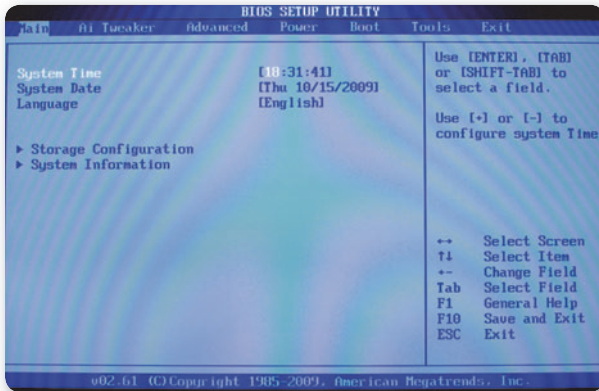 BIOS SETUP UTILITY
Main Ai Tweaker Advanced Power Boot Tools Exit
System Time [18:31:41]
System Date [Thu 10/15/2009]
Language [English]
▶ Storage Configuration
▶ System Information
Use [ENTER], [TAB]
or [SHIFT-TAB] to
select a field.
Use [+] or [-] to
configure system Time
←→ Select Screen
↑↓ Select Item
+- Change Field
Tab Select Field
F1 General Help
F10 Save and Exit
ESC Exit
v02.61 (C)Copyright 1985-2009, American Megatrends, Inc.